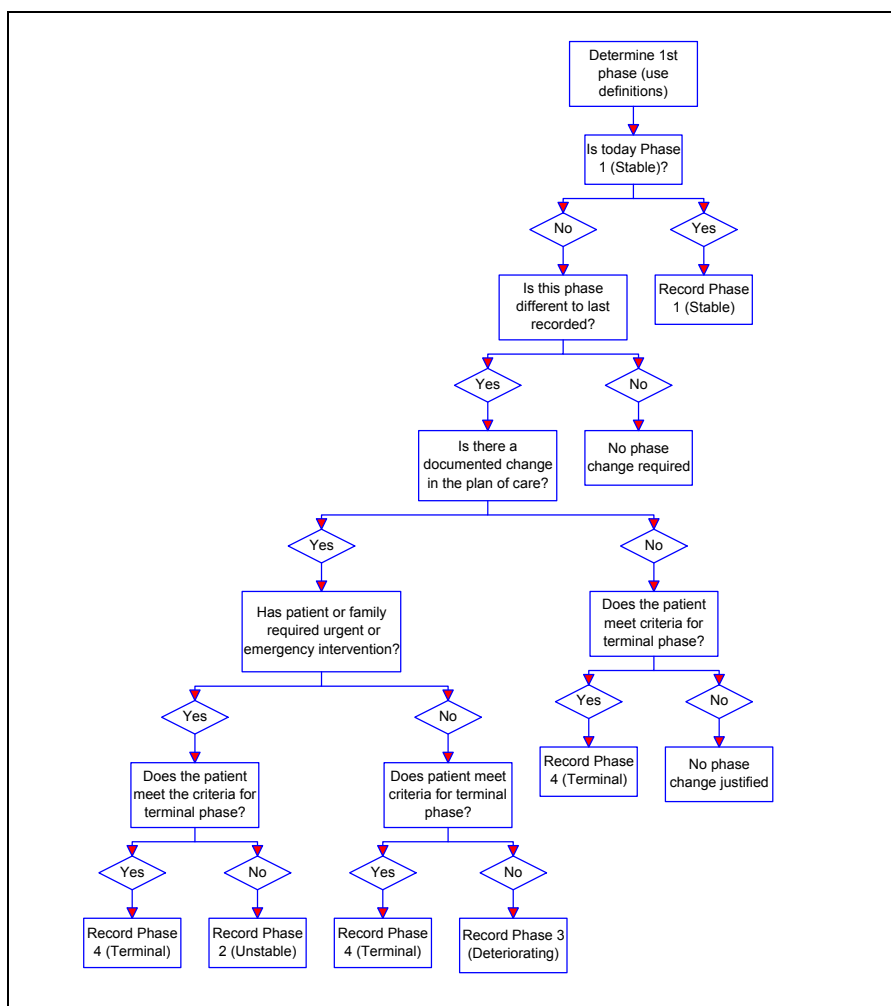 Determine 1st
phase (use
definitions)
Is today Phase
1 (Stable)?
No
Yes
Is this phase
different to last
recorded?
Record Phase
1 (Stable)
Yes
No
Is there a
documented change
in the plan of care?
No phase
change required
Yes
No
Has patient or family
required urgent or
emergency intervention?
Does the patient
meet criteria for
terminal phase?
Yes
No
Yes
No
Does the patient
meet the criteria for
terminal phase?
Does patient meet
criteria for terminal
phase?
Record Phase
4 (Terminal)
No phase
change justified
Yes
No
Yes
No
Record Phase
4 (Terminal)
Record Phase
2 (Unstable)
Record Phase
4 (Terminal)
Record Phase 3
(Deteriorating)